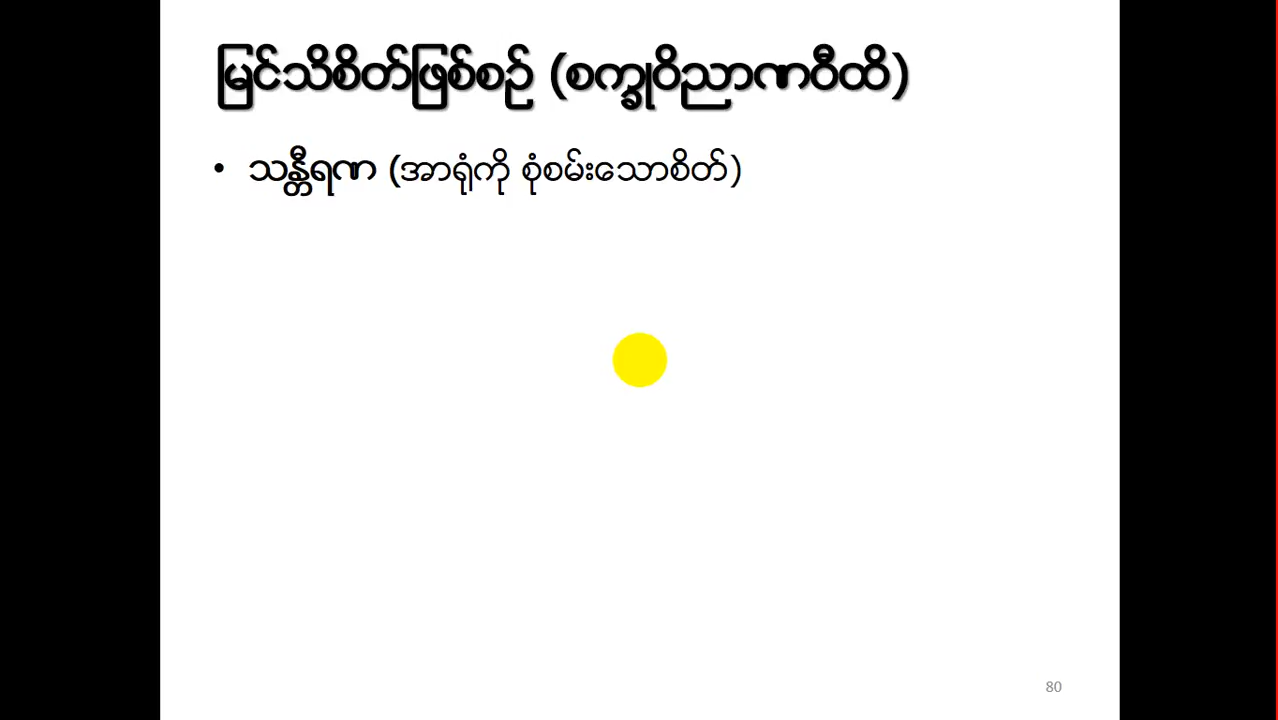 မြင်သိစိတ်ဖြစ်စဉ် (စက္ခုဝိညာဏဝီထိ)
• သန္တီရဏ (အာရုံကို စုံစမ်းသောစိတ်)
80